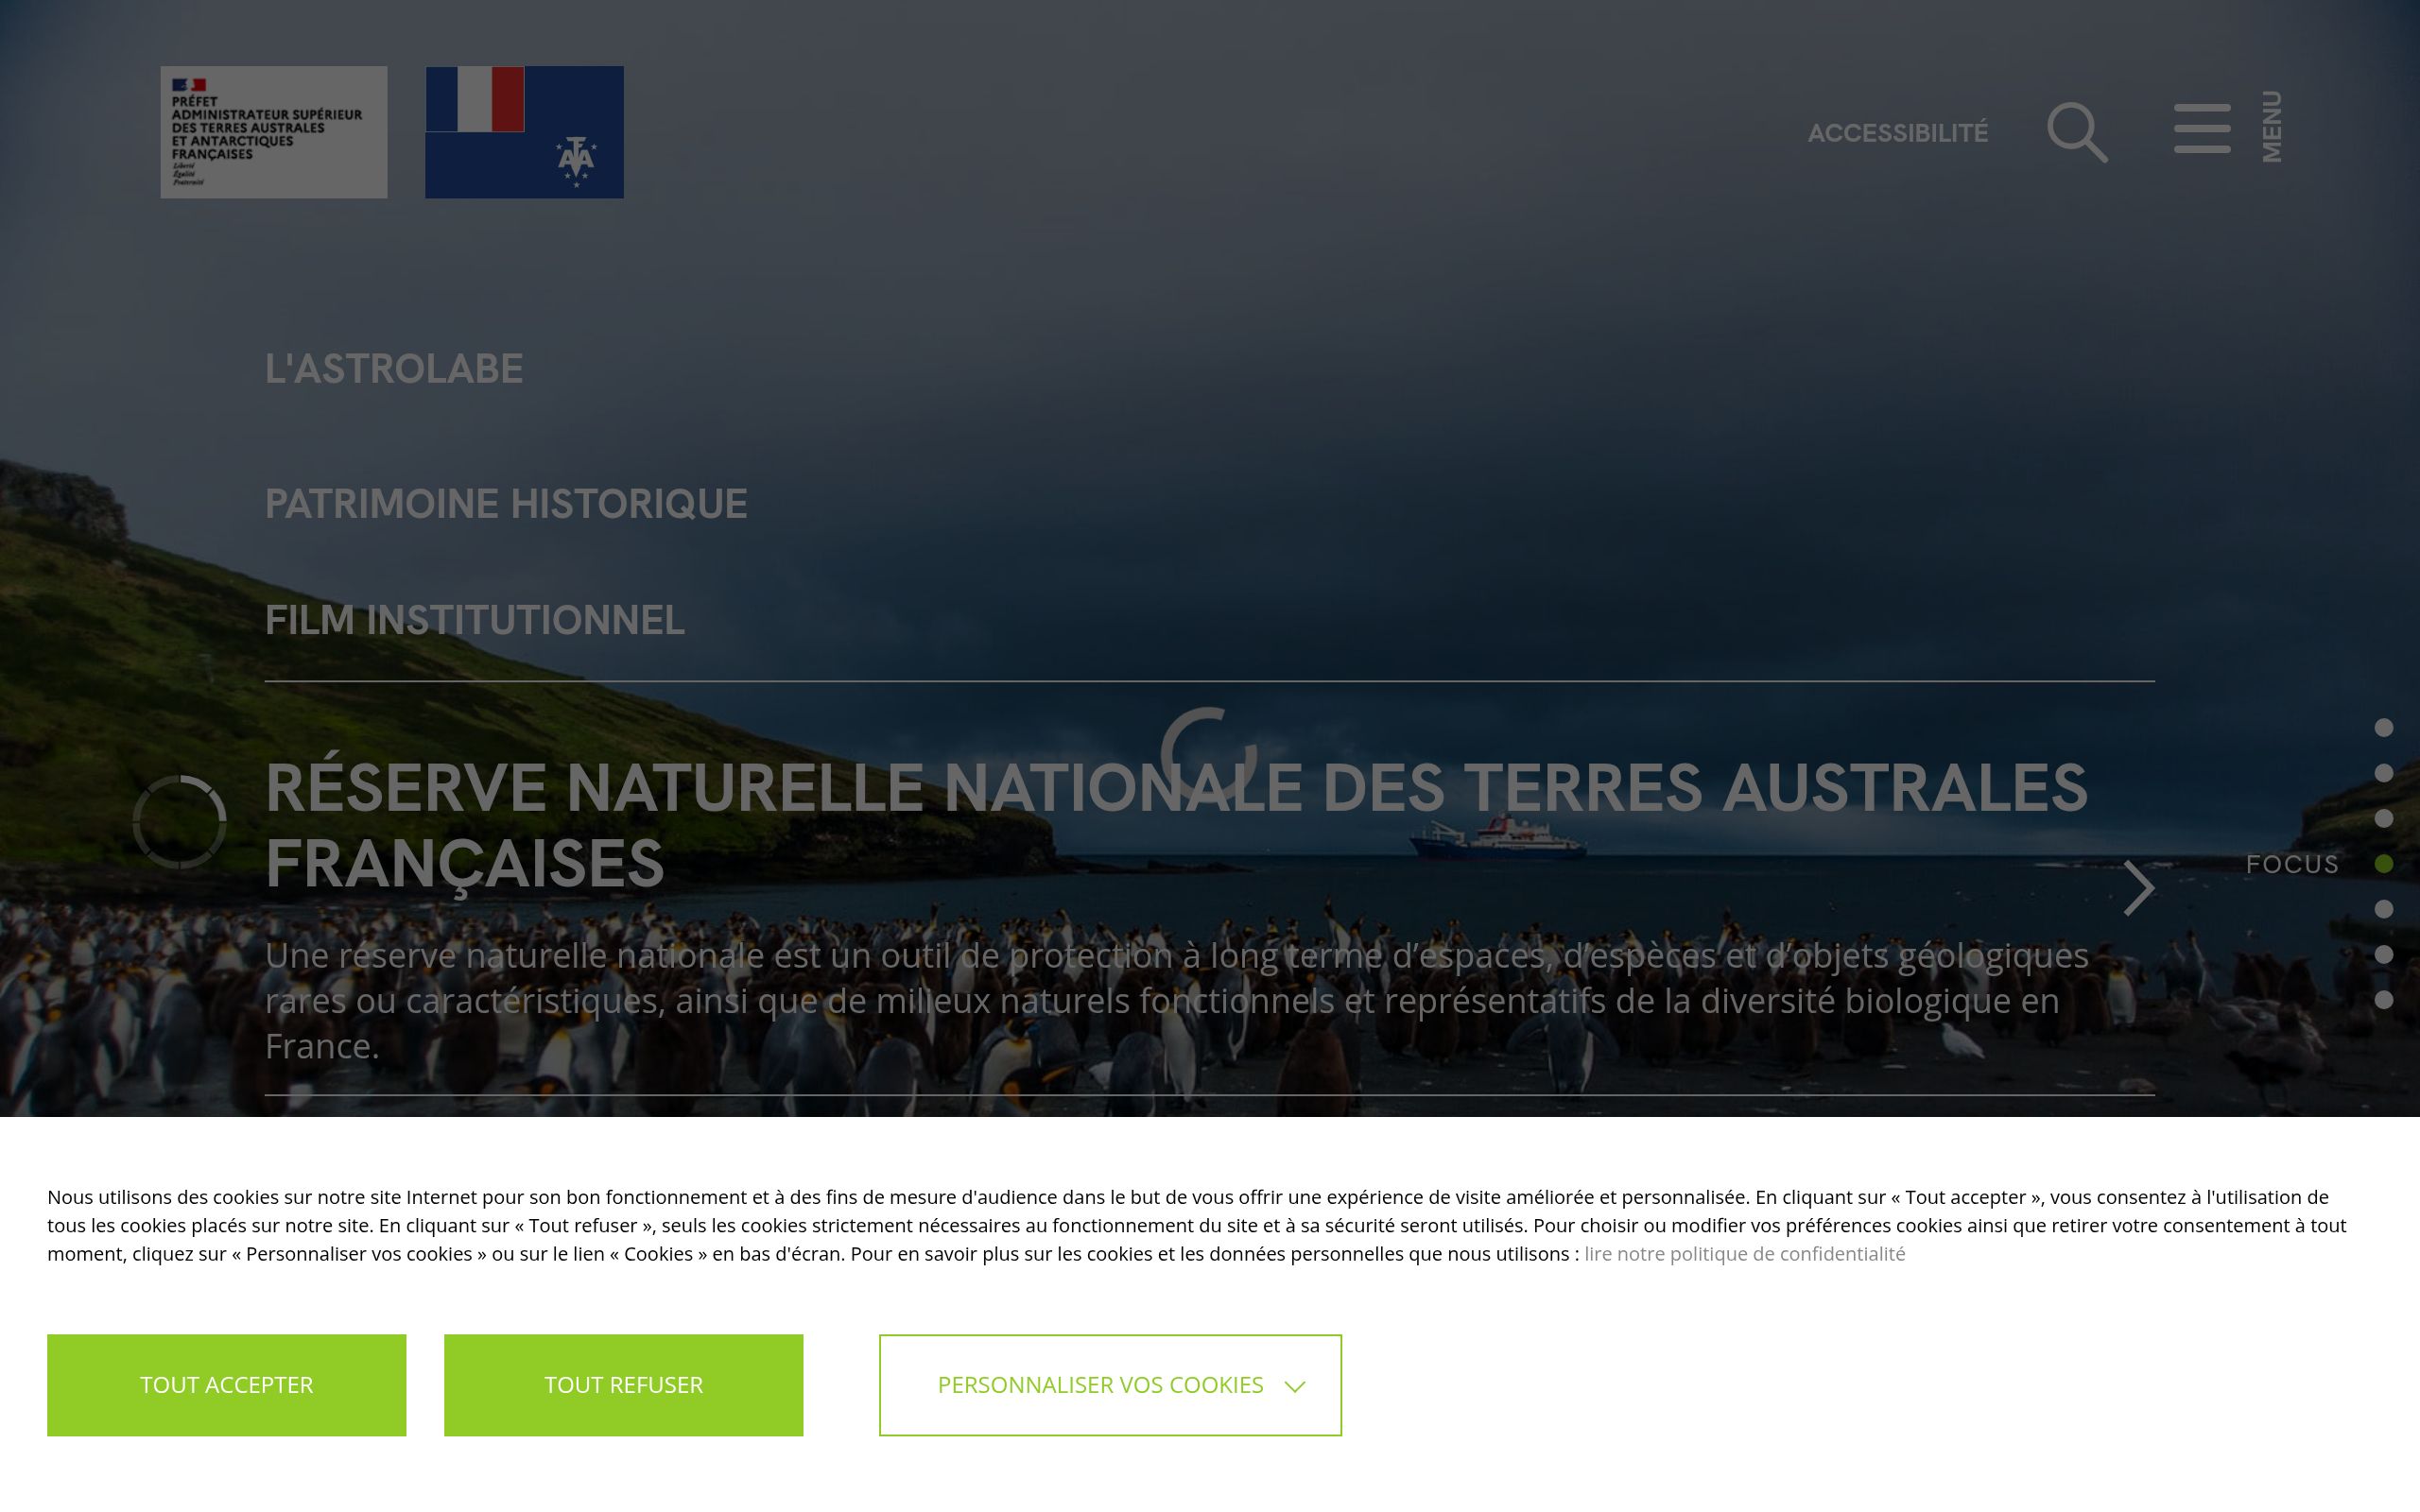 PRÉFET
ADMINISTRATEUR SUPÉRIEUR
DES TERRES AUSTRALES
ET ANTARCTIQUES
FRANÇAISES
Liberté
Égalité
Fraternité
TAAF
ACCESSIBILITÉ
MENU
L'ASTROLABE
PATRIMOINE HISTORIQUE
FILM INSTITUTIONNEL
RÉSERVE NATURELLE NATIONALE DES TERRES AUSTRALES
FRANÇAISES
FOCUS
Une réserve naturelle nationale est un outil de protection à long terme d’espaces, d’espèces et d’objets géologiques
rares ou caractéristiques, ainsi que de milieux naturels fonctionnels et représentatifs de la diversité biologique en
France.
Nous utilisons des cookies sur notre site Internet pour son bon fonctionnement et à des fins de mesure d'audience dans le but de vous offrir une expérience de visite améliorée et personnalisée. En cliquant sur « Tout accepter », vous consentez à l'utilisation de
tous les cookies placés sur notre site. En cliquant sur « Tout refuser », seuls les cookies strictement nécessaires au fonctionnement du site et à sa sécurité seront utilisés. Pour choisir ou modifier vos préférences cookies ainsi que retirer votre consentement à tout
moment, cliquez sur « Personnaliser vos cookies » ou sur le lien « Cookies » en bas d'écran. Pour en savoir plus sur les cookies et les données personnelles que nous utilisons : lire notre politique de confidentialité
TOUT ACCEPTER
TOUT REFUSER
PERSONNALISER VOS COOKIES